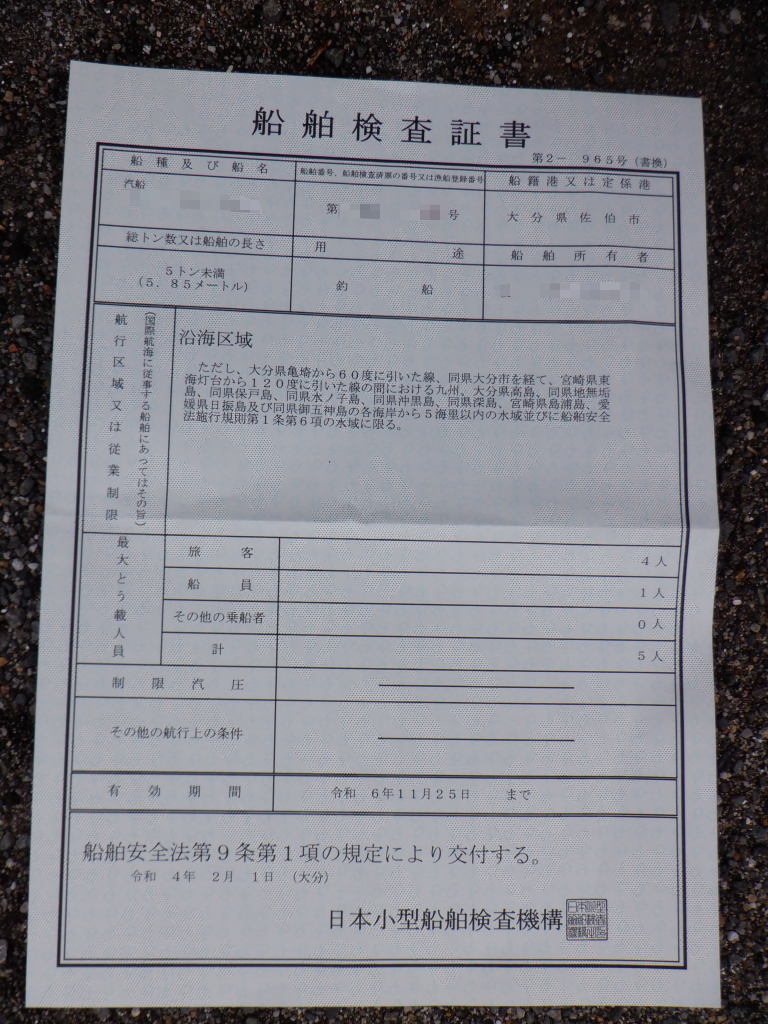 船舶検査証書
第２－　９６５号（書換）
船種及び船名
船舶番号、船舶検査済票の番号又は漁船登録番号
船籍港又は定係港
汽船
第　号
大分県佐伯市
総トン数又は船舶の長さ
用途
船舶所有者
５トン未満
（５．８５メートル）
釣船
航行区域又は従業制限
（国際航海に従事する船舶にあってはその旨）
沿海区域
ただし、大分県亀埼から６０度に引いた線、同県大分市を経て、宮崎県東
海灯台から１２０度に引いた線の間における九州、大分県高島、同県地無垢
島、同県保戸島、同県水ノ子島、同県沖黒島、同県深島、宮崎県島浦島、愛
媛県日振島及び同県御五神島の各海岸から５海里以内の水域並びに船舶安全
法施行規則第１条第６項の水域に限る。
最大とう載人員
旅客
４人
船員
１人
その他の乗船者
０人
計
５人
制限汽圧
その他の航行上の条件
有効期間
令和　６年１１月２５日　まで
船舶安全法第９条第１項の規定により交付する。
令和　４年　２月　１日　（大分）
日本小型船舶検査機構